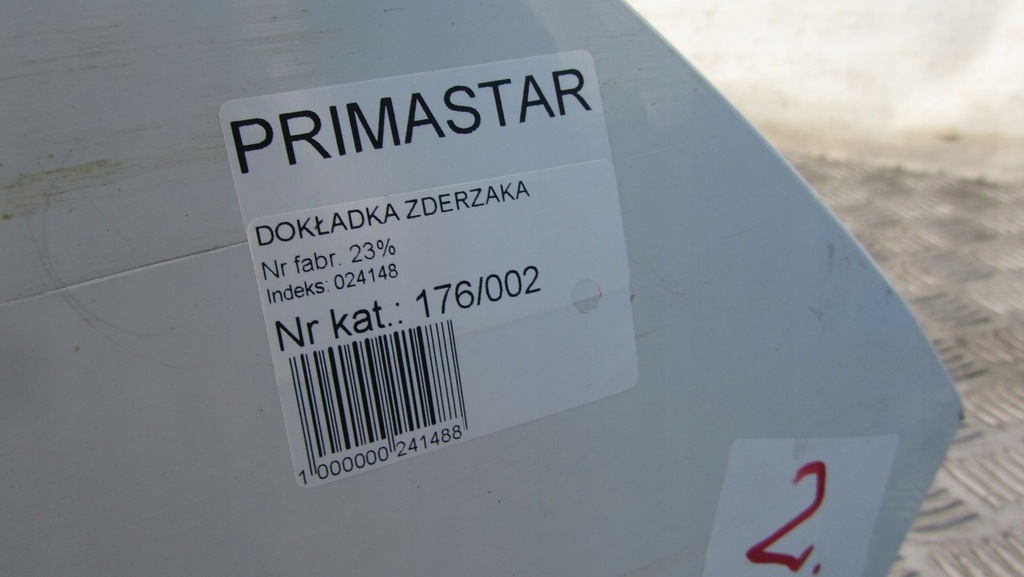 PRIMASTAR
DOKŁADKA ZDERZAKA
Nr fabr. 23%
Indeks: 024148
Nr kat.: 176/002
1 000000 241488
2.